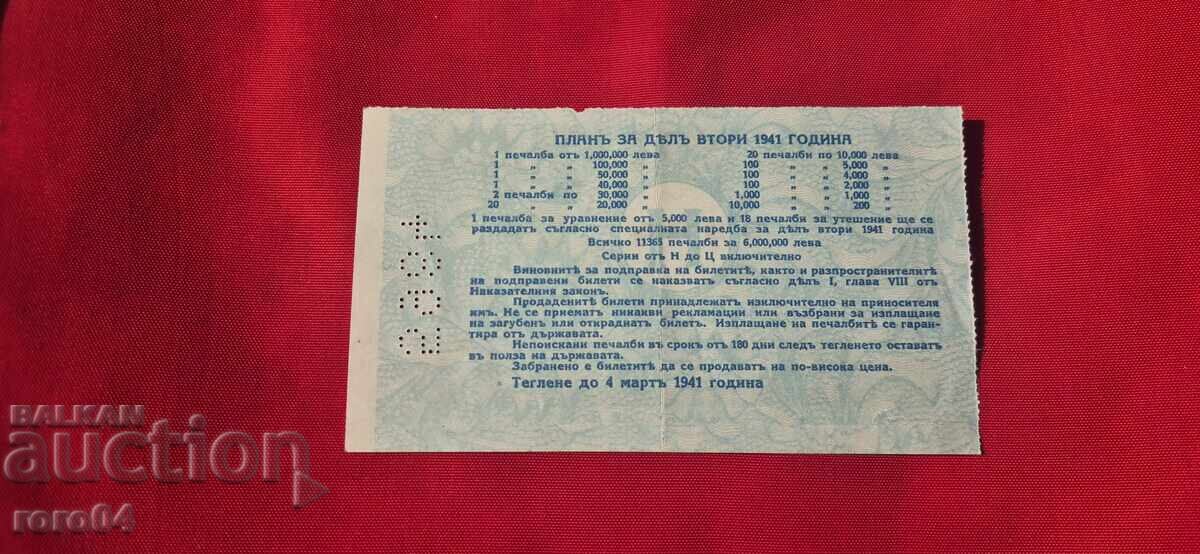 ПЛАНЪ ЗА ДѢЛЪ ВТОРИ 1941 ГОДИНА
1 печалба отъ 1,000,000 лева 20 печалби по 10,000 лева
1 „ „ 100,000 „ 100 „ „ 5,000 „
1 „ „ 50,000 „ 100 „ „ 4,000 „
1 „ „ 40,000 „ 100 „ „ 2,000 „
2 печалби по 30,000 „ 1,000 „ „ 1,000 „
20 „ „ 20,000 „ 10,000 „ „ 200 „
1 печалба за уравнение отъ 5,000 лева и 18 печалби за утешение ще се
раздадатъ съгласно специалната наредба за дѣлъ втори 1941 година
Всичко 11365 печалби за 6,000,000 лева
Серии отъ Н до Ц включително
Виновнитѣ за подправка на билетитѣ, както и разпространителитѣ
на подправени билети се наказватъ съгласно дѣлъ I, глава VIII отъ
Наказателния законъ.
Продаденитѣ билети принадлежатъ изключително на приносителя
имъ. Не се приематъ никакви рекламации или възбрани за изплащане
на загубенъ или откраднатъ билетъ. Изплащане на печалбитѣ се гаран-
тира отъ държавата.
Непоискани печалби въ срокъ отъ 180 дни следъ тегленето оставатъ
въ полза на държавата.
Забранено е билетитѣ да се продаватъ на по-висока цена.
Теглене до 4 мартъ 1941 година
BALKAN
auction
roro04